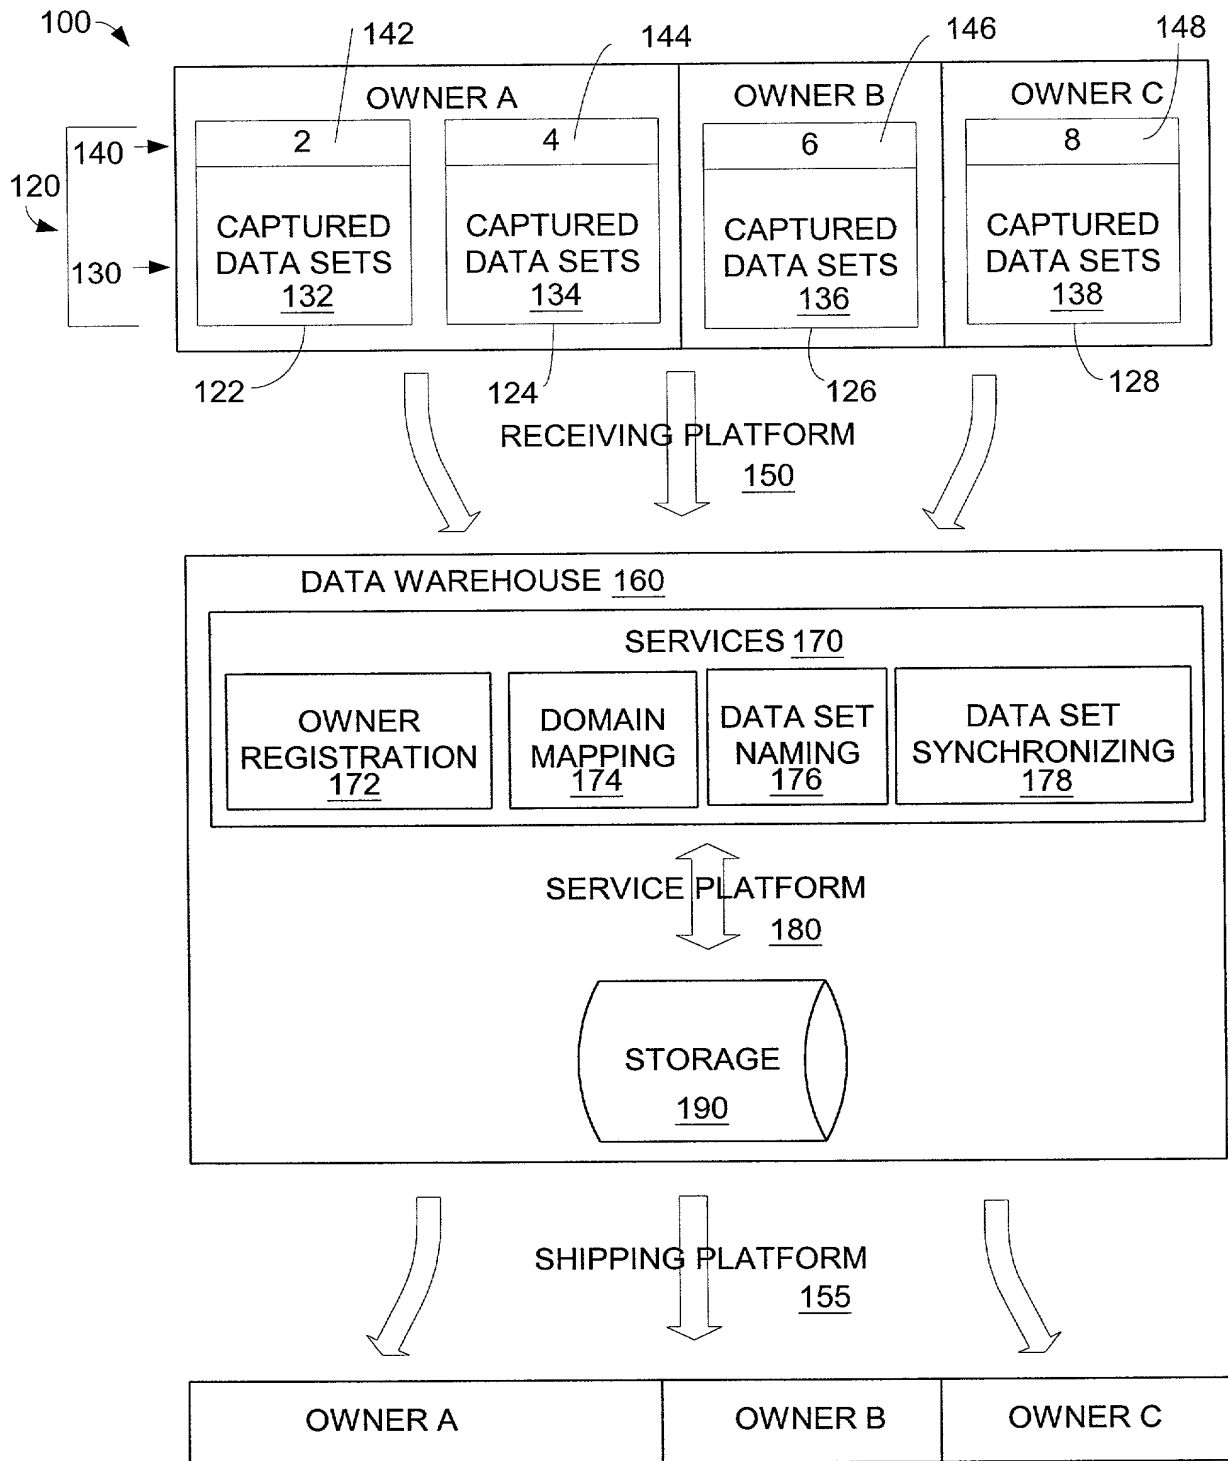 100
142
144
146
148
OWNER A
OWNER B
OWNER C
120
140
130
2
4
6
8
CAPTURED
DATA SETS
132
CAPTURED
DATA SETS
134
CAPTURED
DATA SETS
136
CAPTURED
DATA SETS
138
122
124
126
128
RECEIVING PLATFORM
150
DATA WAREHOUSE 160
SERVICES 170
OWNER
REGISTRATION
172
DOMAIN
MAPPING
174
DATA SET
NAMING
176
DATA SET
SYNCHRONIZING
178
SERVICE PLATFORM
180
STORAGE
190
SHIPPING PLATFORM
155
OWNER A
OWNER B
OWNER C